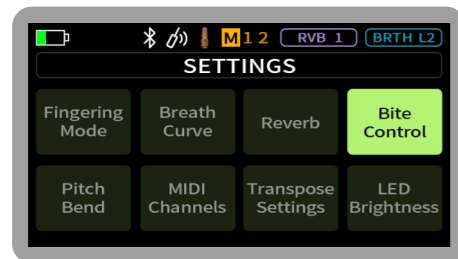 M 1 2 RVB 1 BRTH L2
SETTINGS
Fingering
Mode
Breath
Curve
Reverb
Bite
Control
Pitch
Bend
MIDI
Channels
Transpose
Settings
LED
Brightness